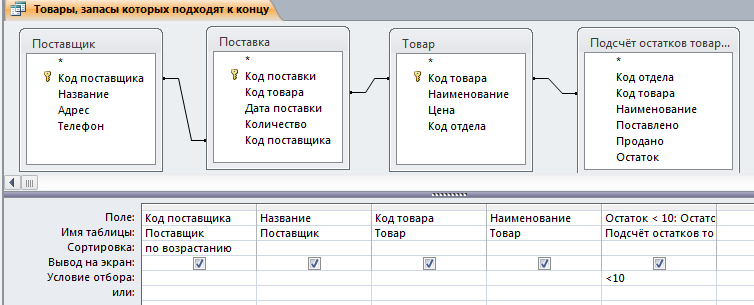 Товары, запасы которых подходят к концу
Поставщик
*
Код поставщика
Название
Адрес
Телефон
Поставка
*
Код поставки
Код товара
Дата поставки
Количество
Код поставщика
Товар
*
Код товара
Наименование
Цена
Код отдела
Подсчёт остатков товар...
*
Код отдела
Код товара
Наименование
Поставлено
Продано
Остаток
Поле: Код поставщика Название Код товара Наименование Остаток < 10: Остатс
Имя таблицы: Поставщик Поставщик Товар Товар Подсчёт остатков то
Сортировка: по возрастанию
Вывод на экран:
Условие отбора: <10
или: